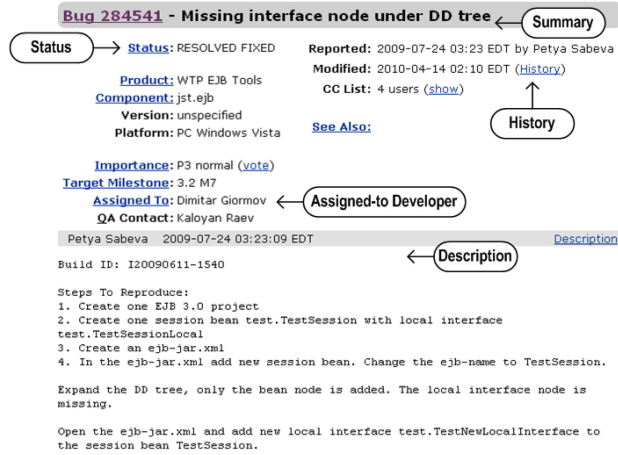 Bug 284541 - Missing interface node under DD tree
Summary
Status
Status: RESOLVED FIXED
Reported: 2009-07-24 03:23 EDT by Petya Sabeva
Modified: 2010-04-14 02:10 EDT (History)
Product: WTP EJB Tools
CC List: 4 users (show)
Component: jst.ejb
Version: unspecified
History
Platform: PC Windows Vista
See Also:
Importance: P3 normal (vote)
Target Milestone: 3.2 M7
Assigned To: Dimitar Giormov
Assigned-to Developer
QA Contact: Kaloyan Raev
Petya Sabeva 2009-07-24 03:23:09 EDT
Description
Description
Build ID: I20090611-1540
Steps To Reproduce:
1. Create one EJB 3.0 project
2. Create one session bean test.TestSession with local interface
test.TestSessionLocal
3. Create an ejb-jar.xml
4. In the ejb-jar.xml add new session bean. Change the ejb-name to TestSession.
Expand the DD tree, only the bean node is added. The local interface node is
missing.
Open the ejb-jar.xml and add new local interface test.TestNewLocalInterface to
the session bean TestSession.